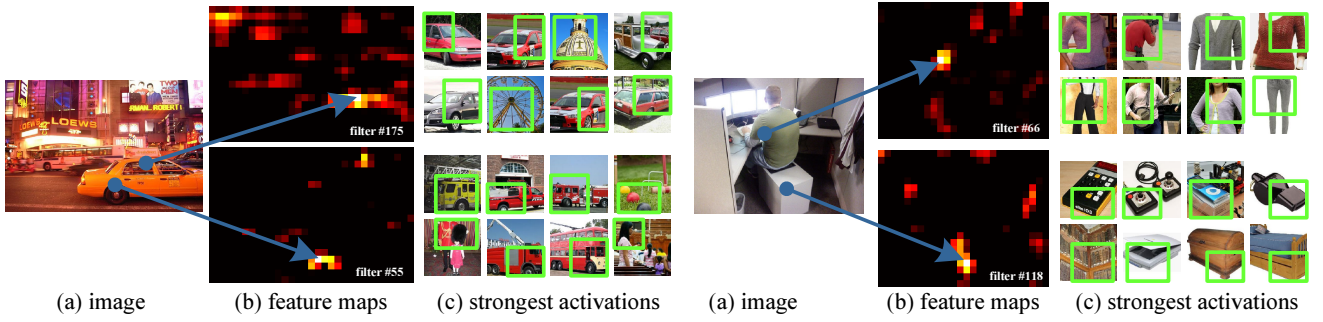 LOEWS
filter #175
filter #55
(a) image
(b) feature maps
(c) strongest activations
filter #66
filter #118
(a) image
(b) feature maps
(c) strongest activations